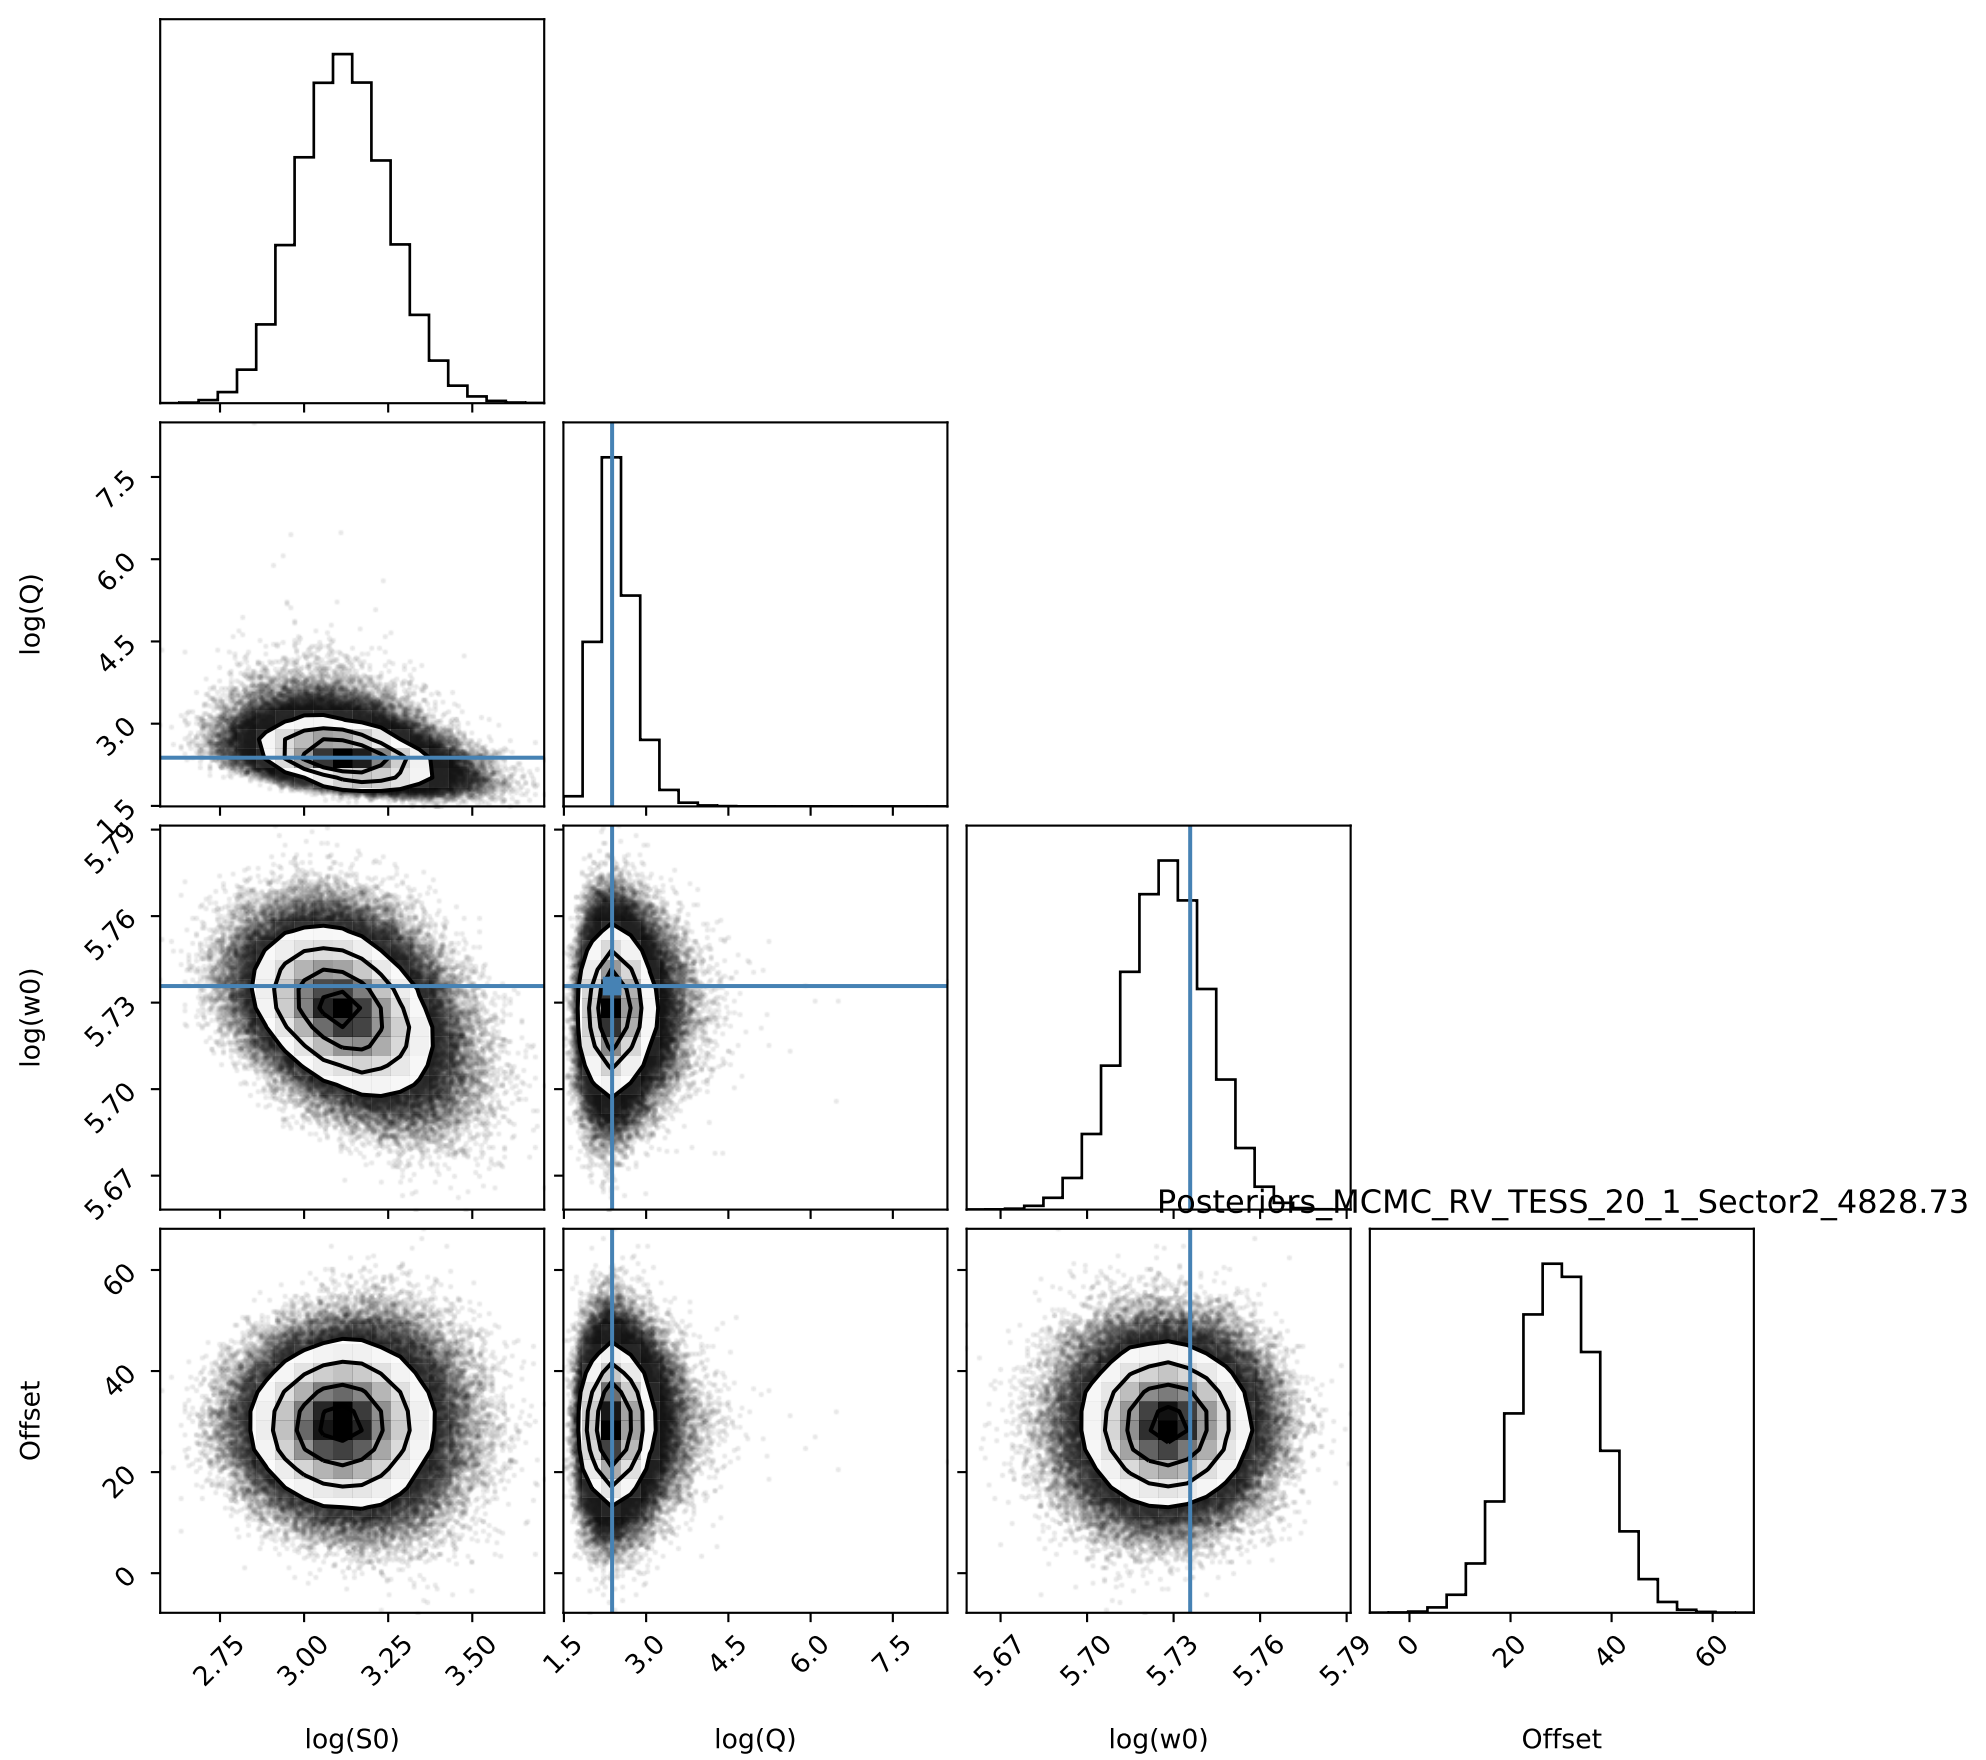 7.5
6.0
4.5
3.0
1.5
log(Q)
5.79
5.76
5.73
5.70
5.67
log(w0)
Posteriors_MCMC_RV_TESS_20_1_Sector2_4828.73
60
40
20
0
Offset
2.75 3.00 3.25 3.50
1.5 3.0 4.5 6.0 7.5
5.67 5.70 5.73 5.76 5.79
0 20 40 60
log(S0) log(Q) log(w0) Offset